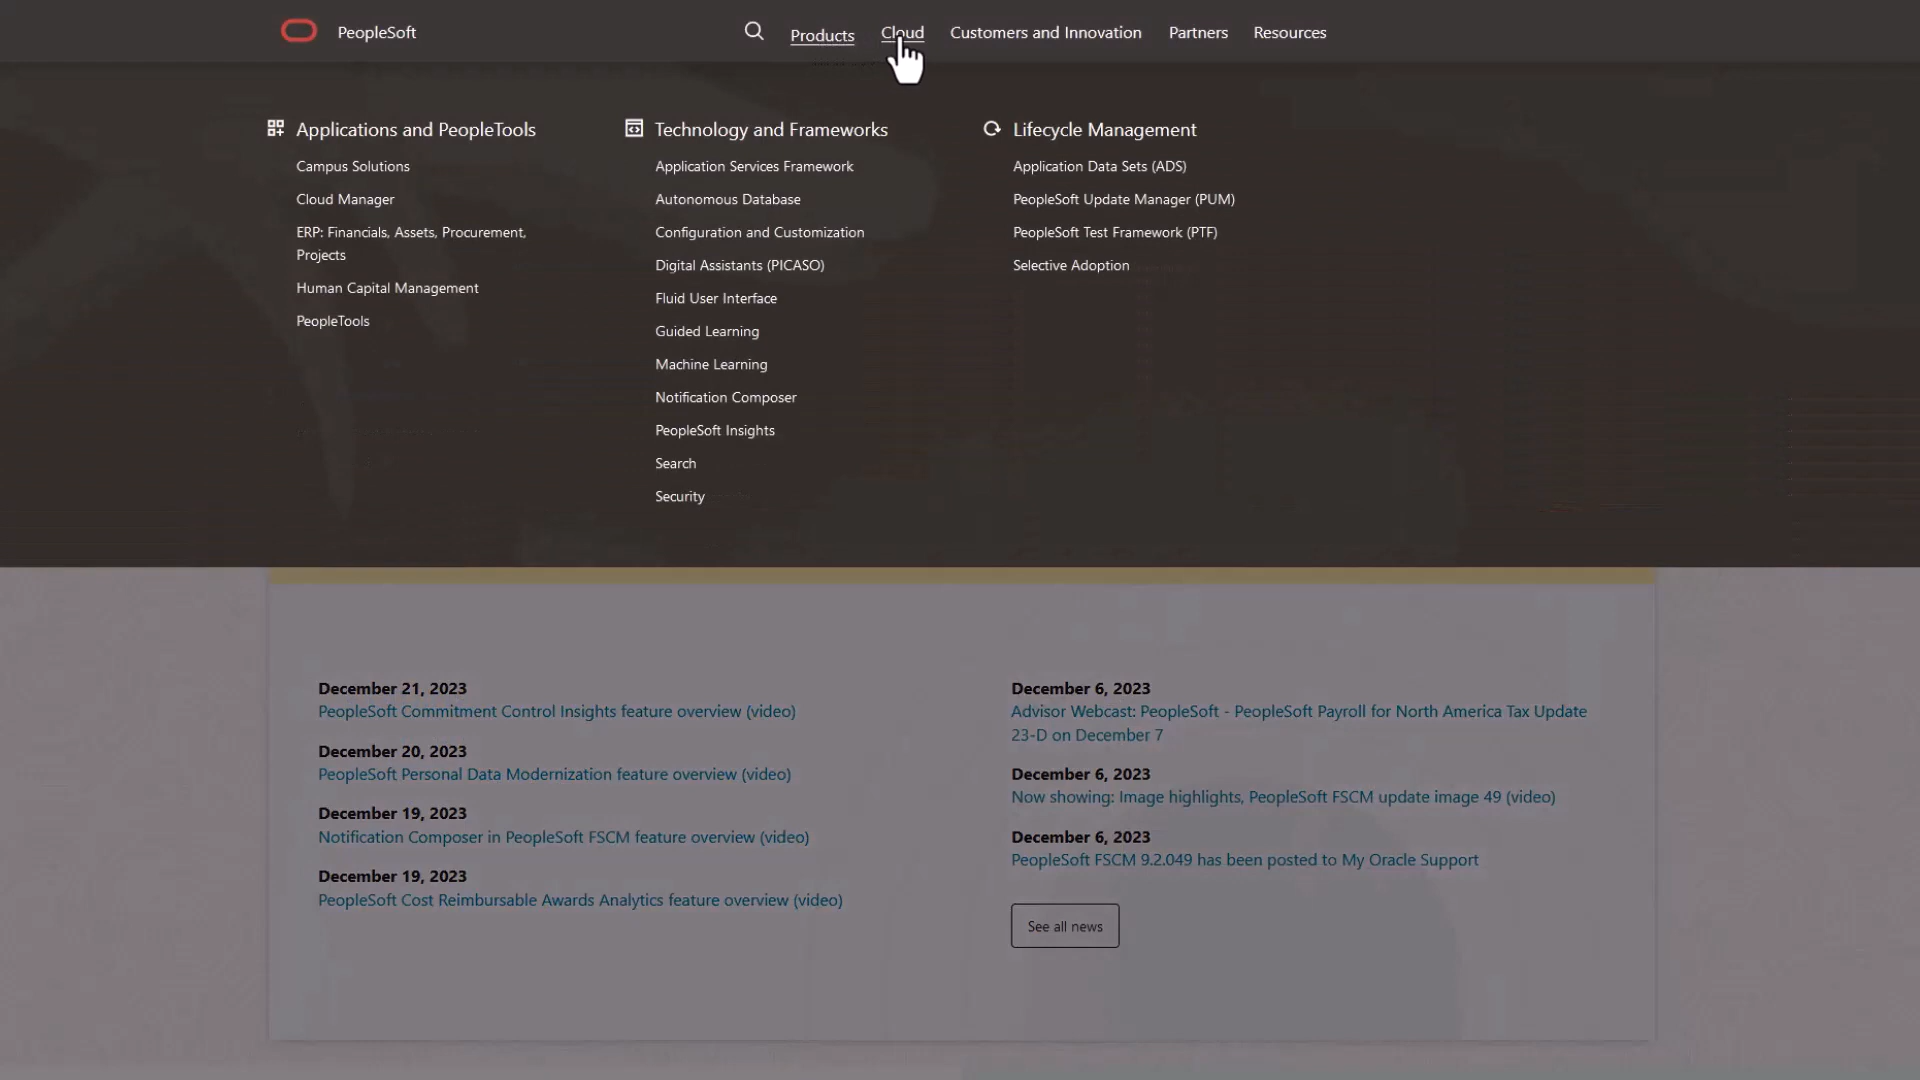 PeopleSoft
Products
Cloud
Customers and Innovation
Partners
Resources
Applications and PeopleTools
Campus Solutions
Cloud Manager
ERP: Financials, Assets, Procurement,
Projects
Human Capital Management
PeopleTools
Technology and Frameworks
Application Services Framework
Autonomous Database
Configuration and Customization
Digital Assistants (PICASO)
Fluid User Interface
Guided Learning
Machine Learning
Notification Composer
PeopleSoft Insights
Search
Security
Lifecycle Management
Application Data Sets (ADS)
PeopleSoft Update Manager (PUM)
PeopleSoft Test Framework (PTF)
Selective Adoption
December 21, 2023
PeopleSoft Commitment Control Insights feature overview (video)
December 20, 2023
PeopleSoft Personal Data Modernization feature overview (video)
December 19, 2023
Notification Composer in PeopleSoft FSCM feature overview (video)
December 19, 2023
PeopleSoft Cost Reimbursable Awards Analytics feature overview (video)
December 6, 2023
Advisor Webcast: PeopleSoft - PeopleSoft Payroll for North America Tax Update
23-D on December 7
December 6, 2023
Now showing: Image highlights, PeopleSoft FSCM update image 49 (video)
December 6, 2023
PeopleSoft FSCM 9.2.049 has been posted to My Oracle Support
See all news